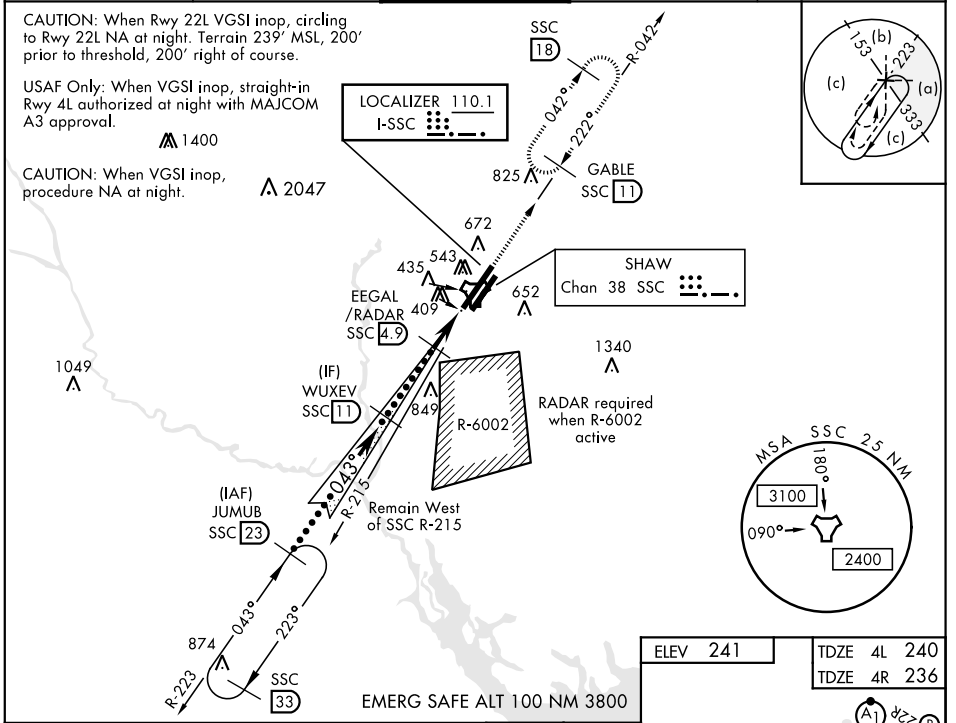 CAUTION: When Rwy 22L VGSI inop, circling
to Rwy 22L NA at night. Terrain 239' MSL, 200'
prior to threshold, 200' right of course.
USAF Only: When VGSI inop, straight-in
Rwy 4L authorized at night with MAJCOM
A3 approval.
1400
CAUTION: When VGSI inop,
procedure NA at night.
2047
LOCALIZER 110.1
I-SSC
SSC
18
R-042
042°
222°
GABLE
SSC 11
825
(b)
153
223
(c)
(a)
333
(c)
672
543
435
409
652
SHAW
Chan 38 SSC
EEGAL
/RADAR
SSC 4.9
1340
1049
(IF)
WUXEV
SSC 11
849
R-6002
RADAR required
when R-6002
active
043°
R-215
Remain West
of SSC R-215
(IAF)
JUMUB
SSC 23
043°
223°
874
R-223
SSC
33
MSA SSC 25 NM
180°
3100
090°
2400
EMERG SAFE ALT 100 NM 3800
ELEV 241
TDZE 4L 240
TDZE 4R 236
A1